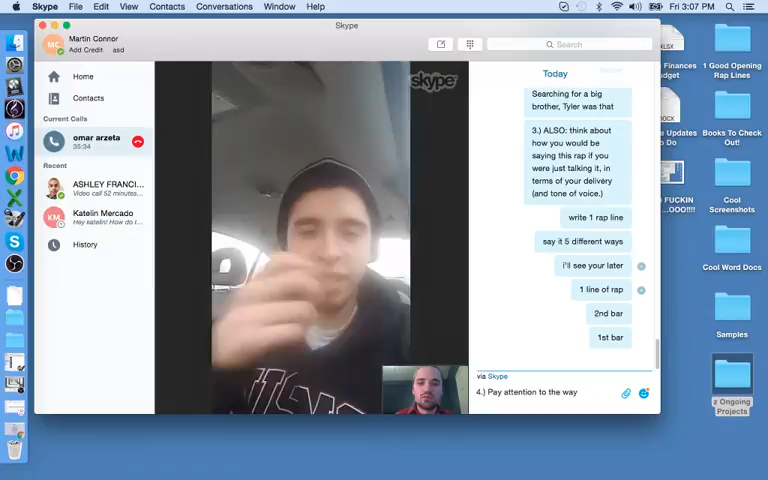 Skype File Edit View Contacts Conversations Window Help
Fri 3:07 PM
Skype
Martin Connor
MC
Add Credit asd
Search
Home
Contacts
Current Calls
omar arzeta
35:34
Recent
ASHLEY FRANCI...
Video call 52 minutes ...
KM
Katelin Mercado
Hey katelin! How do I...
History
skype
Today
Searching for a big
brother, Tyler was that
3.) ALSO: think about
how you would be
saying this rap if you
were just talking it, in
terms of your delivery
(and tone of voice.)
write 1 rap line
say it 5 different ways
i'll see your later
1 line of rap
2nd bar
1st bar
via Skype
4.) Pay attention to the way
XLSX
Finances
1 Good Opening
Rap Lines
DOCX
Updates
Books To Check
Out!
Cool
Screenshots
Cool Word Docs
Samples
z Ongoing
Projects